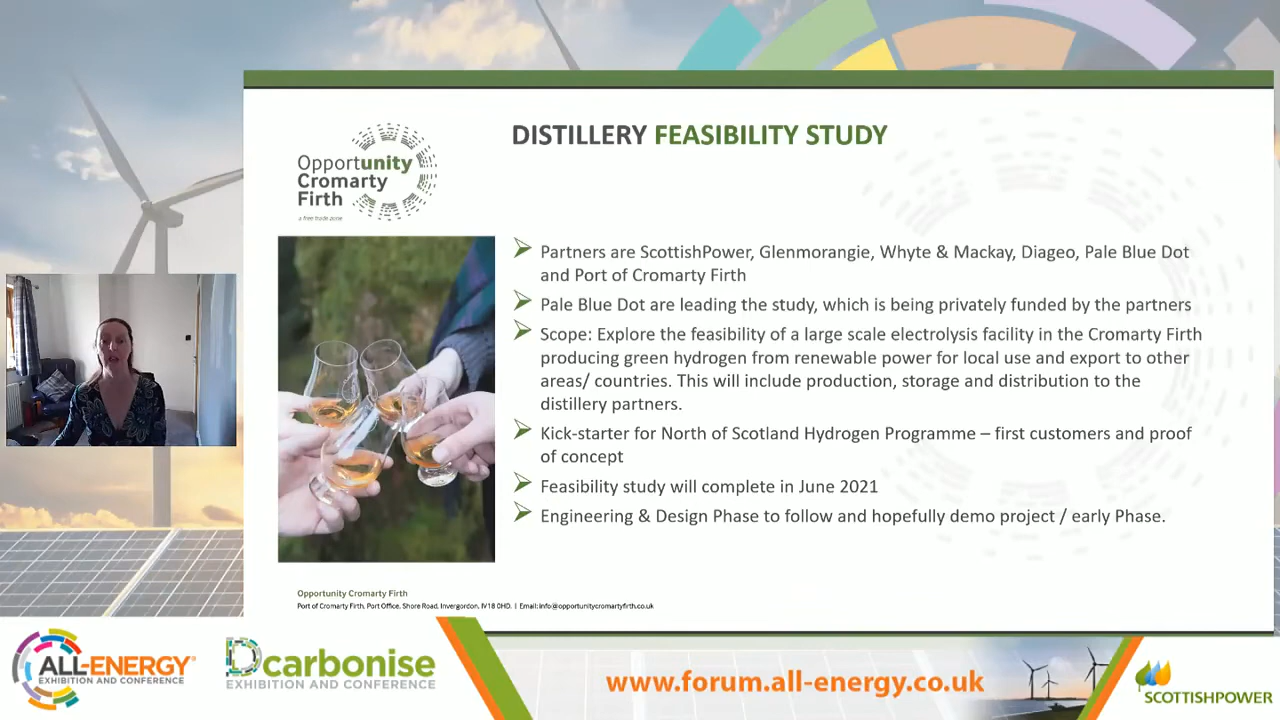 DISTILLERY FEASIBILITY STUDY
Opportunity
Cromarty
Firth
a free trade zone
Partners are ScottishPower, Glenmorangie, Whyte & Mackay, Diageo, Pale Blue Dot
and Port of Cromarty Firth
Pale Blue Dot are leading the study, which is being privately funded by the partners
Scope: Explore the feasibility of a large scale electrolysis facility in the Cromarty Firth
producing green hydrogen from renewable power for local use and export to other
areas/ countries. This will include production, storage and distribution to the
distillery partners.
Kick-starter for North of Scotland Hydrogen Programme – first customers and proof
of concept
Feasibility study will complete in June 2021
Engineering & Design Phase to follow and hopefully demo project / early Phase.
Opportunity Cromarty Firth
Port of Cromarty Firth, Port Office, Shore Road, Invergordon, IV18 0HD. | Email: info@opportunitycromartyfirth.co.uk
ALL-ENERGY®
EXHIBITION AND CONFERENCE
Dcarbonise
EXHIBITION AND CONFERENCE
www.forum.all-energy.co.uk
SCOTTISHPOWER